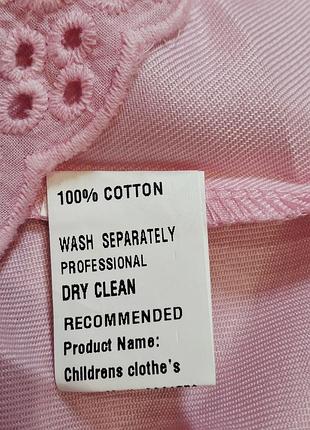 100% COTTON
WASH SEPARATELY
PROFESSIONAL
DRY CLEAN
RECOMMENDED
Product Name:
Childrens clothe's